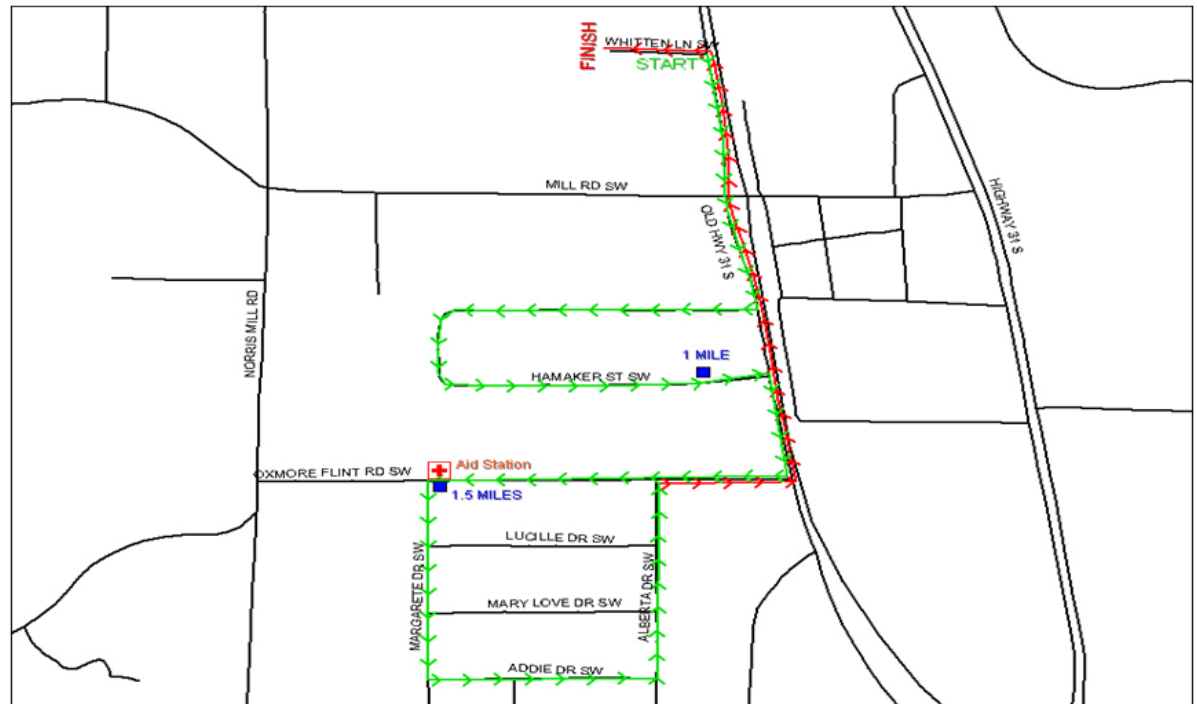 FINISH
WHITTEN LN SW
START
MILL RD SW
HIGHWAY 31 S
OLD HWY 31 S
NORRIS MILL RD
1 MILE
HAMAKER ST SW
Aid Station
OXMORE FLINT RD SW
1.5 MILES
LUCILLE DR SW
MARGARETE DR SW
ALBERTA DR SW
MARY LOVE DR SW
ADDIE DR SW